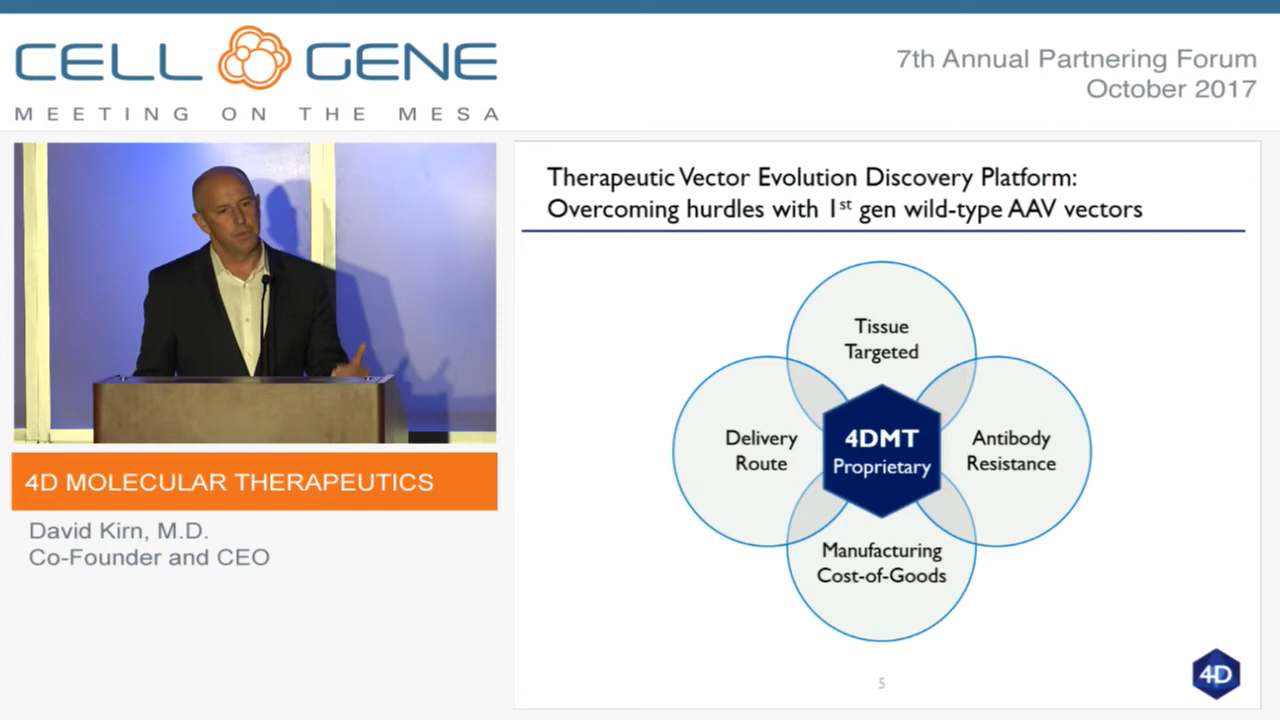 CELL GENE
MEETING ON THE MESA
7th Annual Partnering Forum
October 2017
4D MOLECULAR THERAPEUTICS
David Kirn, M.D.
Co-Founder and CEO
Therapeutic Vector Evolution Discovery Platform:
Overcoming hurdles with 1st gen wild-type AAV vectors
Tissue
Targeted
Delivery
Route
4DMT
Proprietary
Antibody
Resistance
Manufacturing
Cost-of-Goods
5
4D